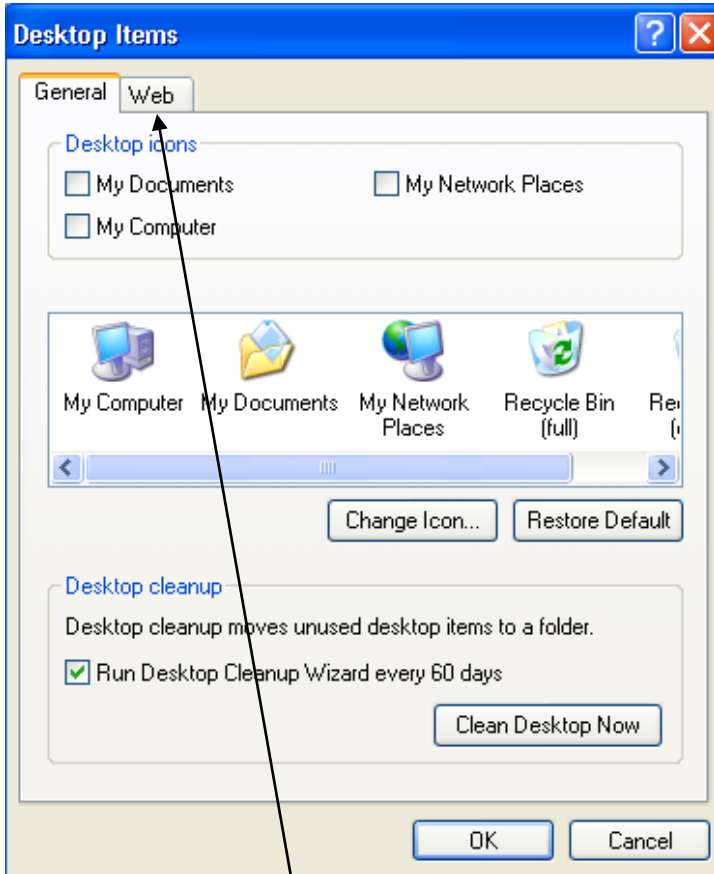 Desktop Items
General Web
Desktop icons
My Documents My Network Places
My Computer
My Computer My Documents My Network Places Recycle Bin (full)
Change Icon... Restore Default
Desktop cleanup
Desktop cleanup moves unused desktop items to a folder.
Run Desktop Cleanup Wizard every 60 days
Clean Desktop Now
OK Cancel